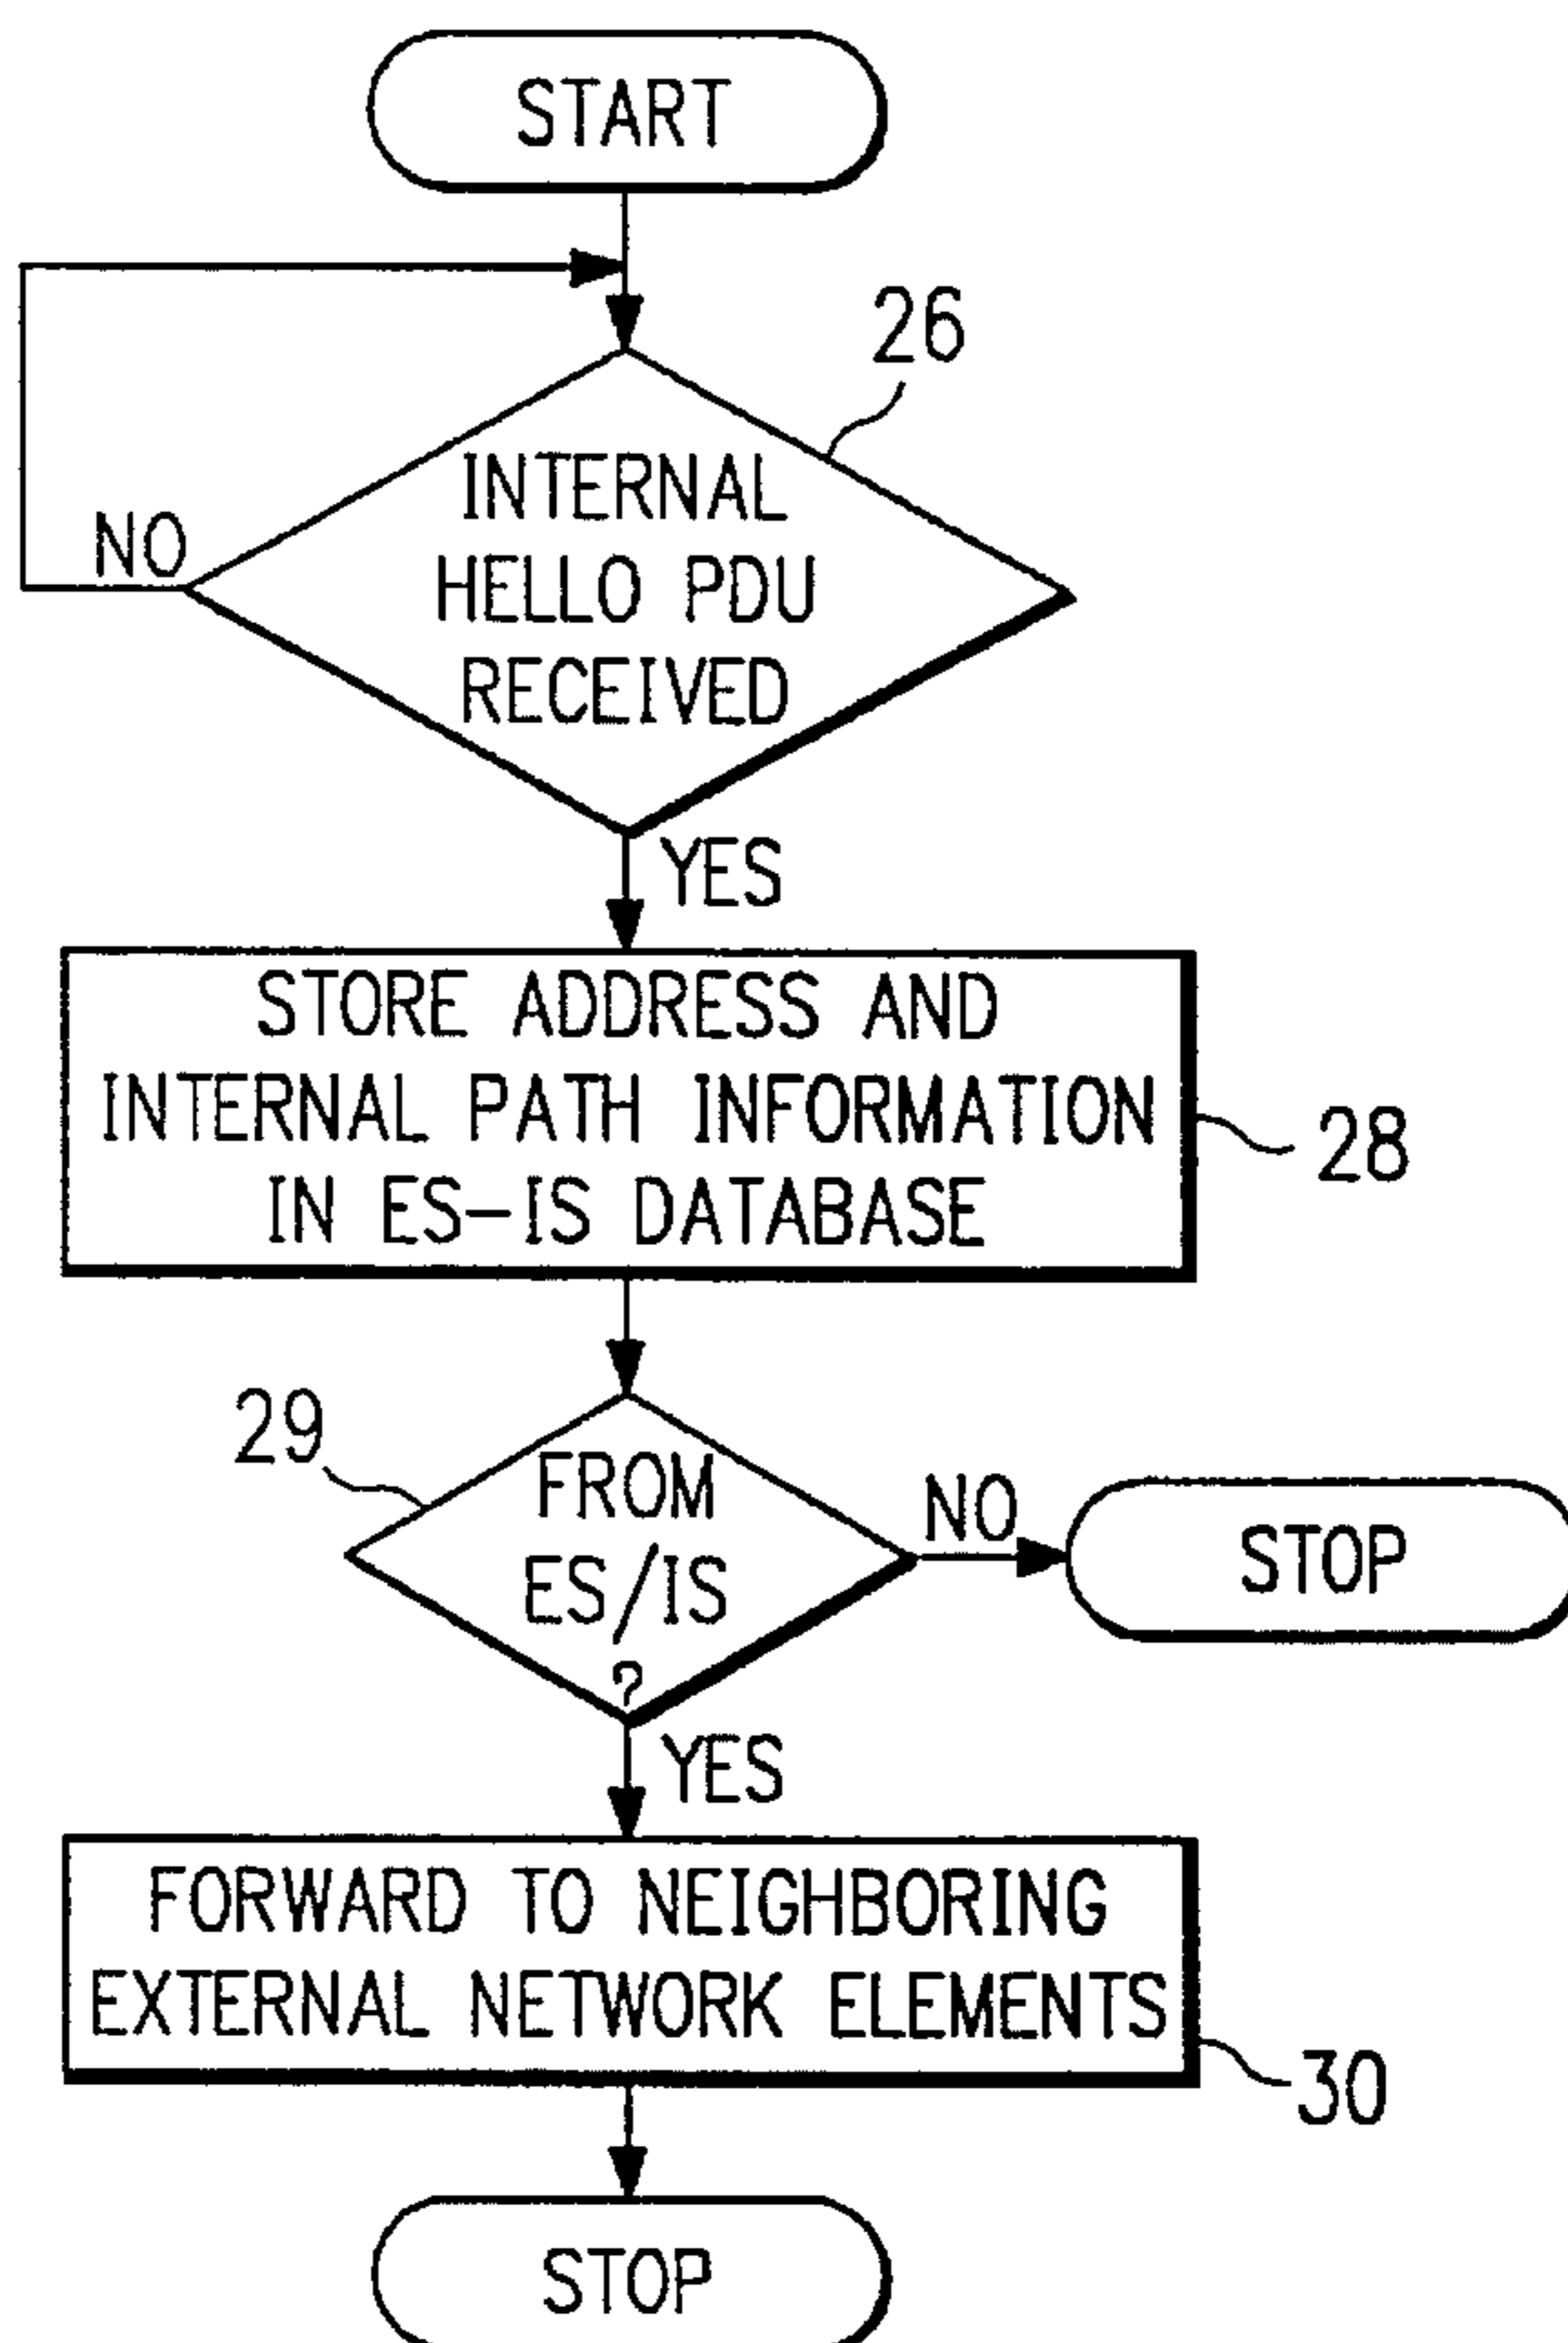 START
26
INTERNAL
HELLO PDU
RECEIVED
NO
YES
STORE ADDRESS AND
INTERNAL PATH INFORMATION
IN ES-IS DATABASE
28
29
FROM
ES/IS
?
NO
STOP
YES
FORWARD TO NEIGHBORING
EXTERNAL NETWORK ELEMENTS
30
STOP